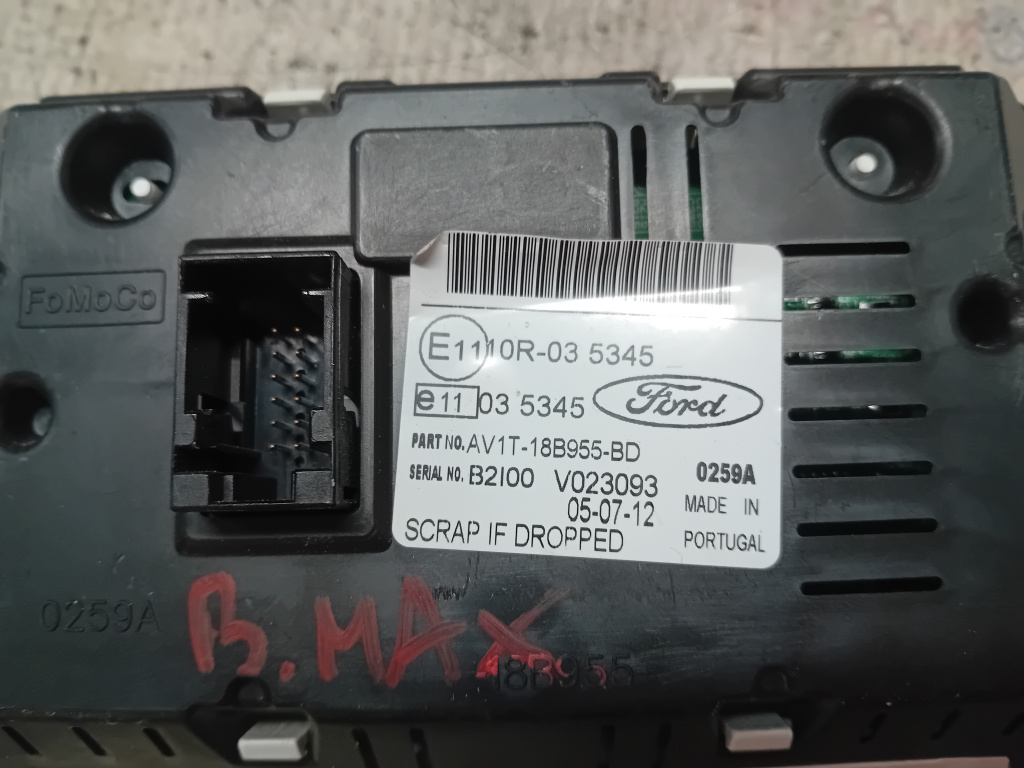 FoMoCo
E11 10R-03 5345
e11 03 5345 Ford
PART NO. AV1T-18B955-BD
SERIAL NO. B2I00 V023093 0259A
05-07-12 MADE IN
SCRAP IF DROPPED PORTUGAL
0259A
B.MAX
18B955